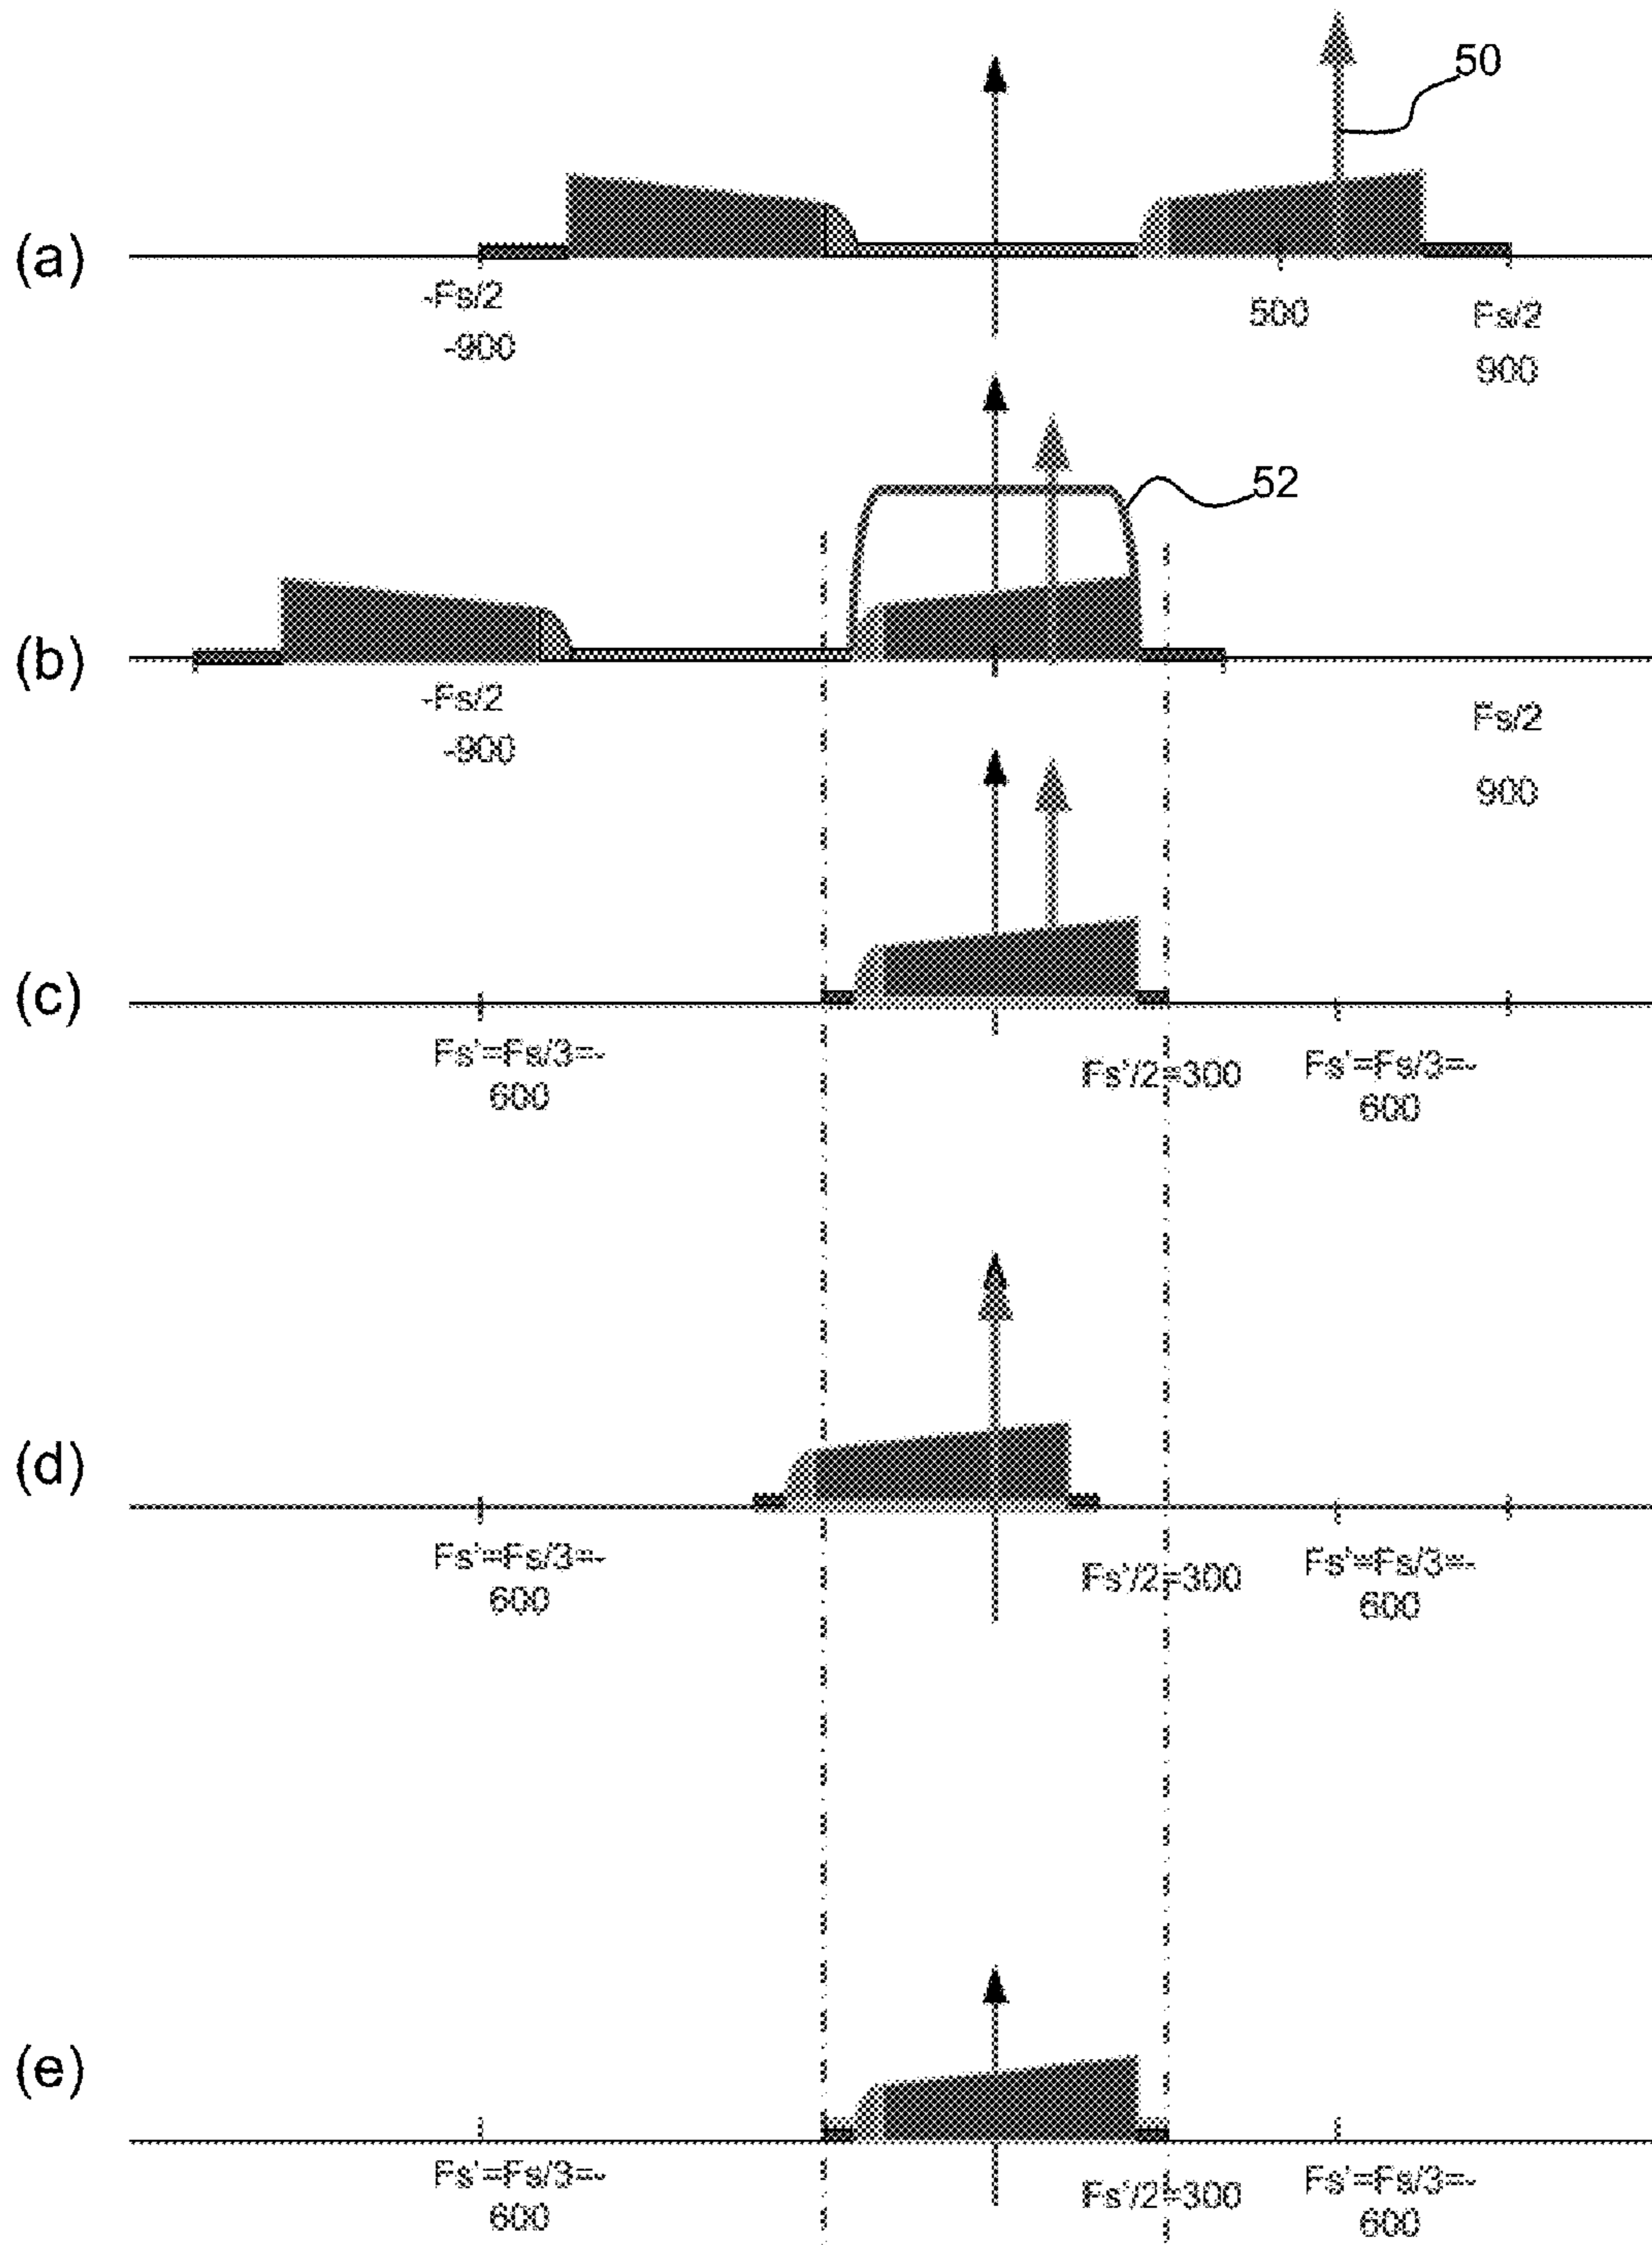 50
(a)
-Fs/2
-900
500
Fs/2
900
52
(b)
-Fs/2
-900
Fs/2
900
(c)
Fs'=Fs/3=-
600
Fs'/2=300
Fs'=Fs/3=-
600
(d)
Fs'=Fs/3=-
600
Fs'/2=300
Fs'=Fs/3=-
600
(e)
Fs'=Fs/3=-
600
Fs'/2=300
Fs'=Fs/3=-
600